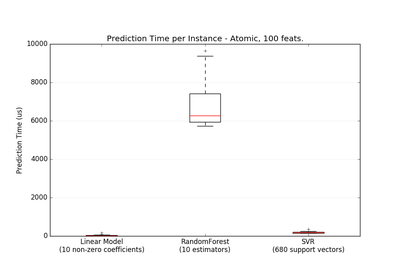 Prediction Time per Instance - Atomic, 100 feats.
10000
8000
6000
4000
2000
0
Prediction Time (us)
Linear Model
(10 non-zero coefficients)
RandomForest
(10 estimators)
SVR
(680 support vectors)